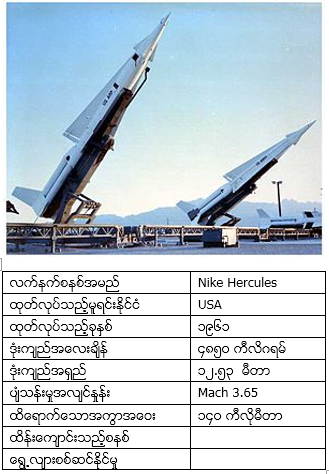 US ARMY
US ARMY
လက်နက်စနစ်အမည် Nike Hercules
ထုတ်လုပ်သည့်မူရင်းနိုင်ငံ USA
ထုတ်လုပ်သည့်ခုနှစ် ၁၉၆၁
ဒုံးကျည်အလေးချိန် ၄၈၅၀ ကီလိုဂရမ်
ဒုံးကျည်အရှည် ၁၂.၅၃ မီတာ
ပျံသန်းမှုအလျင်နှုန်း Mach 3.65
ထိရောက်သောအကွာအဝေး ၁၄၀ ကီလိုမီတာ
ထိန်းကျောင်းသည့်စနစ်
ရွှေ့လျားစစ်ဆင်နိုင်မှု